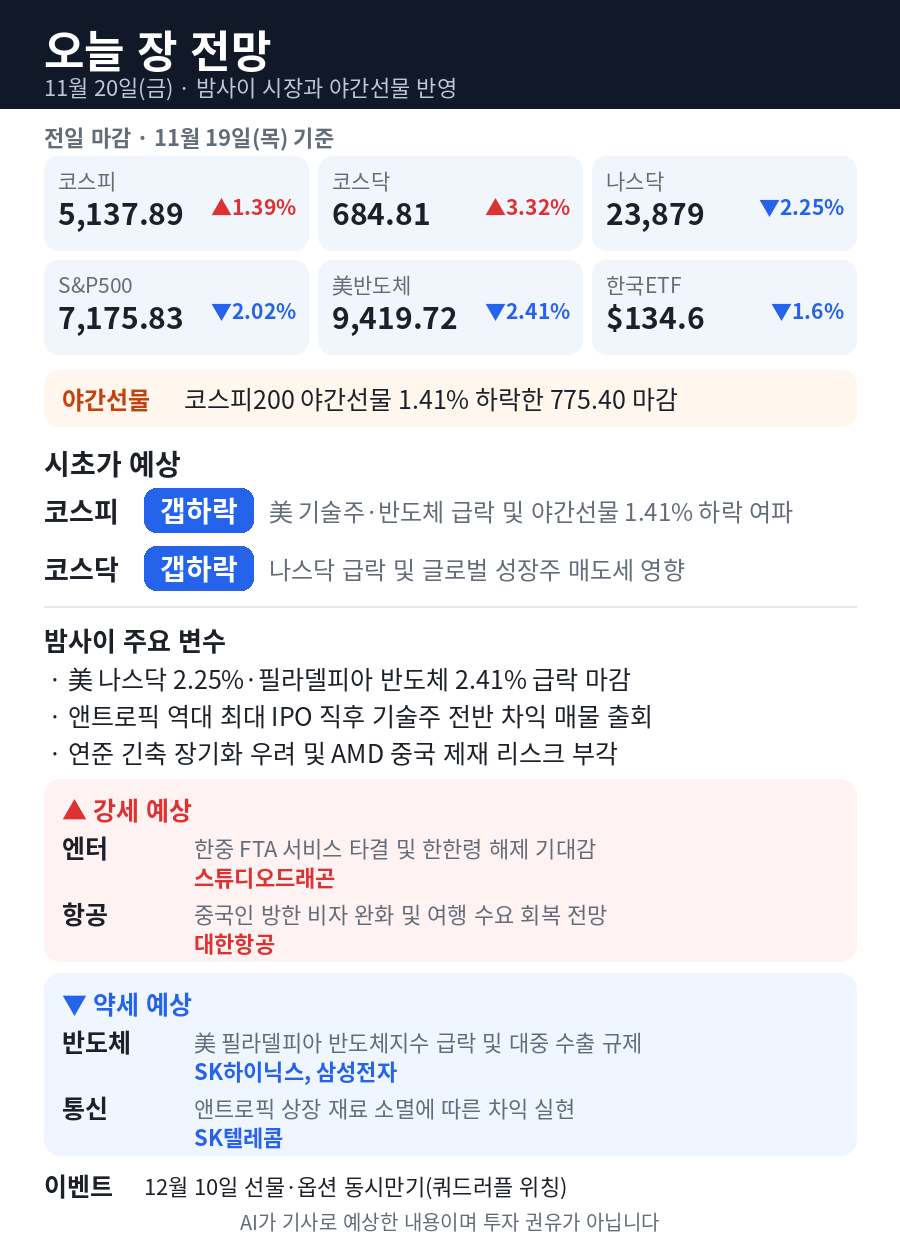 오늘 장 전망
11월 20일(금) · 밤사이 시장과 야간선물 반영
전일 마감 · 11월 19일(목) 기준
코스피
5,137.89 ▲1.39%
코스닥
684.81 ▲3.32%
나스닥
23,879 ▼2.25%
S&P500
7,175.83 ▼2.02%
美반도체
9,419.72 ▼2.41%
한국ETF
$134.6 ▼1.6%
야간선물 코스피200 야간선물 1.41% 하락한 775.40 마감
시초가 예상
코스피 갭하락 美 기술주·반도체 급락 및 야간선물 1.41% 하락 여파
코스닥 갭하락 나스닥 급락 및 글로벌 성장주 매도세 영향
밤사이 주요 변수
· 美 나스닥 2.25%·필라델피아 반도체 2.41% 급락 마감
· 앤트로픽 역대 최대 IPO 직후 기술주 전반 차익 매물 출회
· 연준 긴축 장기화 우려 및 AMD 중국 제재 리스크 부각
▲ 강세 예상
엔터 한중 FTA 서비스 타결 및 한한령 해제 기대감
스튜디오드래곤
항공 중국인 방한 비자 완화 및 여행 수요 회복 전망
대한항공
▼ 약세 예상
반도체 美 필라델피아 반도체지수 급락 및 대중 수출 규제
SK하이닉스, 삼성전자
통신 앤트로픽 상장 재료 소멸에 따른 차익 실현
SK텔레콤
이벤트 12월 10일 선물·옵션 동시만기(쿼드러플 위칭)
AI가 기사로 예상한 내용이며 투자 권유가 아닙니다